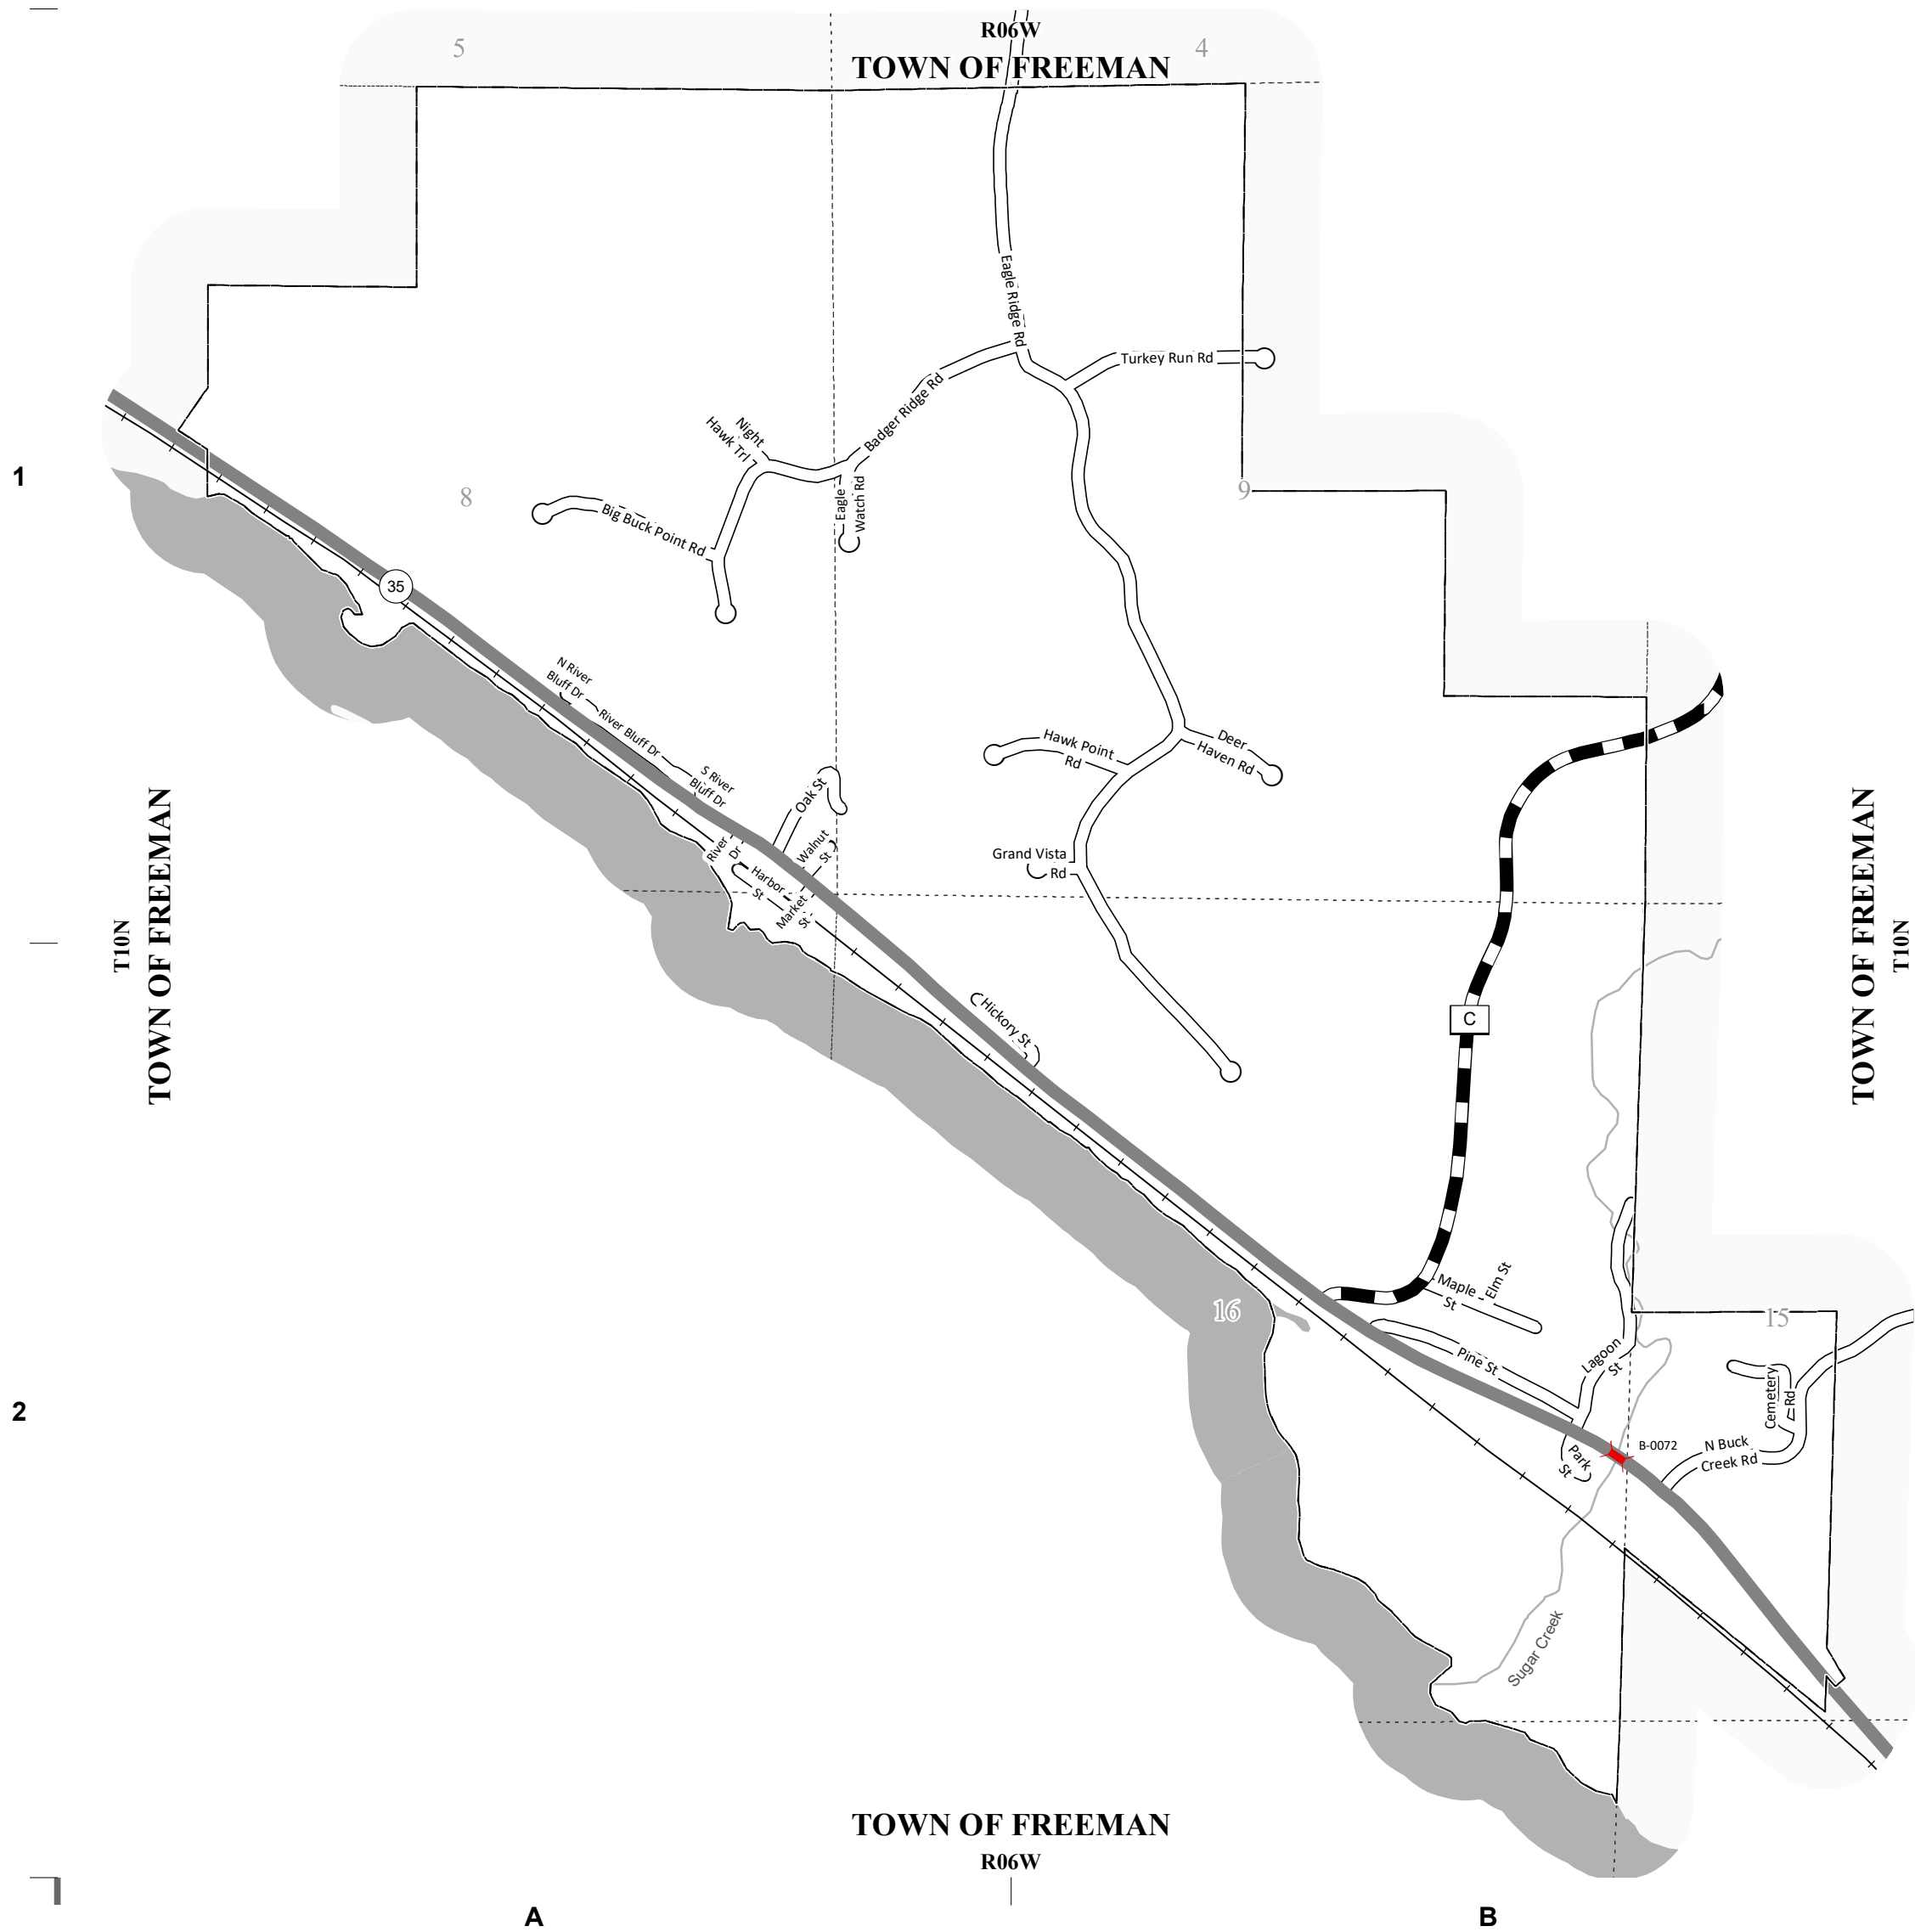 R06W
5
4
TOWN OF FREEMAN
Eagle Ridge Rd
Turkey Run Rd
Badger Ridge Rd
Night
Hawk Trl
1
8
9
Eagle
Watch Rd
Big Buck Point Rd
35
N River
Bluff Dr
River Bluff Dr
S River
Bluff Dr
Deer
Haven Rd
Hawk Point
Rd
Oak St
Walnut
St
River
Dr
Harbor
St
Market
St
Grand Vista
Rd
TOWN OF FREEMAN
T10N
TOWN OF FREEMAN
T10N
Hickory St
C
Maple
St
Elm St
16
15
Pine St
Lagoon
St
Cemetery
Rd
2
Park
St
B-0072
N Buck
Creek Rd
Sugar Creek
TOWN OF FREEMAN
R06W
A
B